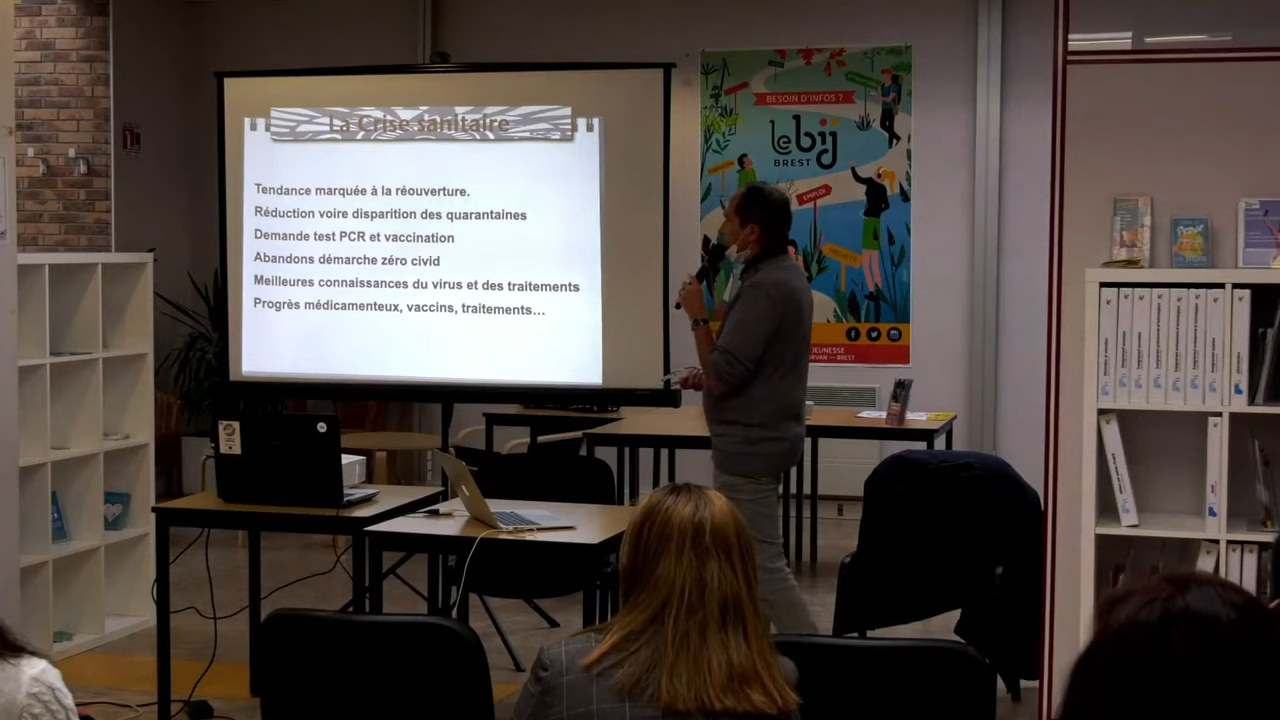 La Crise sanitaire
Tendance marquée à la réouverture.
Réduction voire disparition des quarantaines
Demande test PCR et vaccination
Abandons démarche zéro civid
Meilleures connaissances du virus et des traitements
Progrès médicamenteux, vaccins, traitements…
BESOIN D'INFOS ?
le bij
BREST
EMPLOI
PROJETS
JEUNESSE
RVAN — BREST